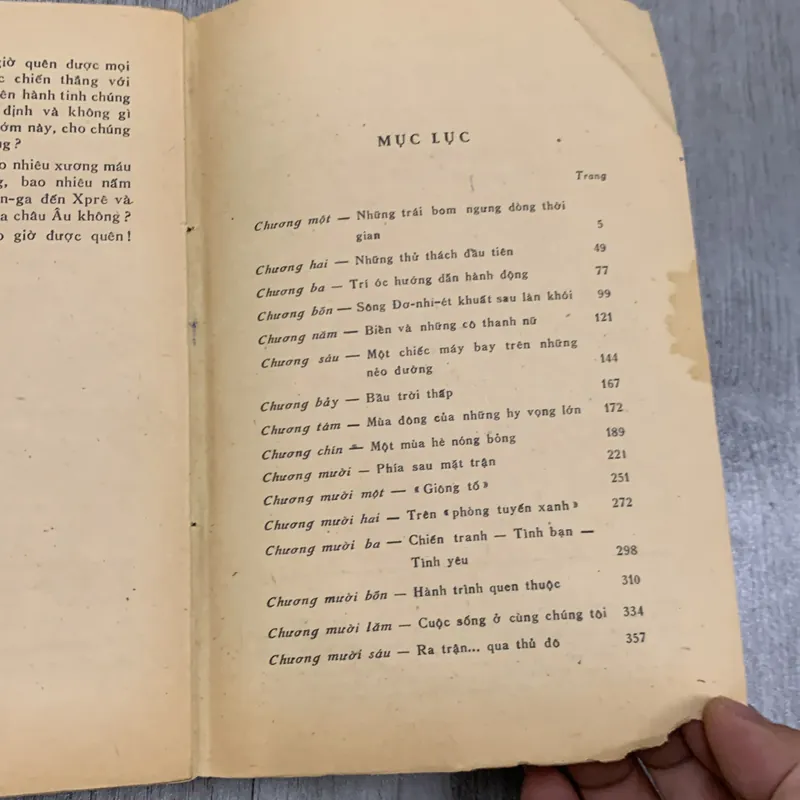 giờ quên được mọi
c chiến thắng với
ên hành tinh chúng
định và không gì
ớm này, cho chúng
g ?
o nhiêu xương máu
g, bao nhiêu nấm
n-ga đến Xprê và
a châu Âu không ?
o giờ được quên !
MỤC LỤC
Trang
Chương một — Những trái bom ngưng dòng thời
gian 5
Chương hai — Những thử thách đầu tiên 49
Chương ba — Trí óc hướng dẫn hành động 77
Chương bốn — Sông Đơ-nhi-ét khuất sau làn khói 99
Chương năm — Biển và những cô thanh nữ 121
Chương sáu — Một chiếc máy bay trên những
nẻo đường 144
Chương bảy — Bầu trời thấp 167
Chương tám — Mùa đông của những hy vọng lớn 172
Chương chín — Một mùa hè nóng bỏng 189
Chương mười — Phía sau mặt trận 221
Chương mười một — «Giông tố» 251
Chương mười hai — Trên «phòng tuyến xanh» 272
Chương mười ba — Chiến tranh — Tình bạn —
Tình yêu 298
Chương mười bốn — Hành trình quen thuộc 310
Chương mười lăm — Cuộc sống ở cùng chúng tôi 334
Chương mười sáu — Ra trận... qua thủ đô 357